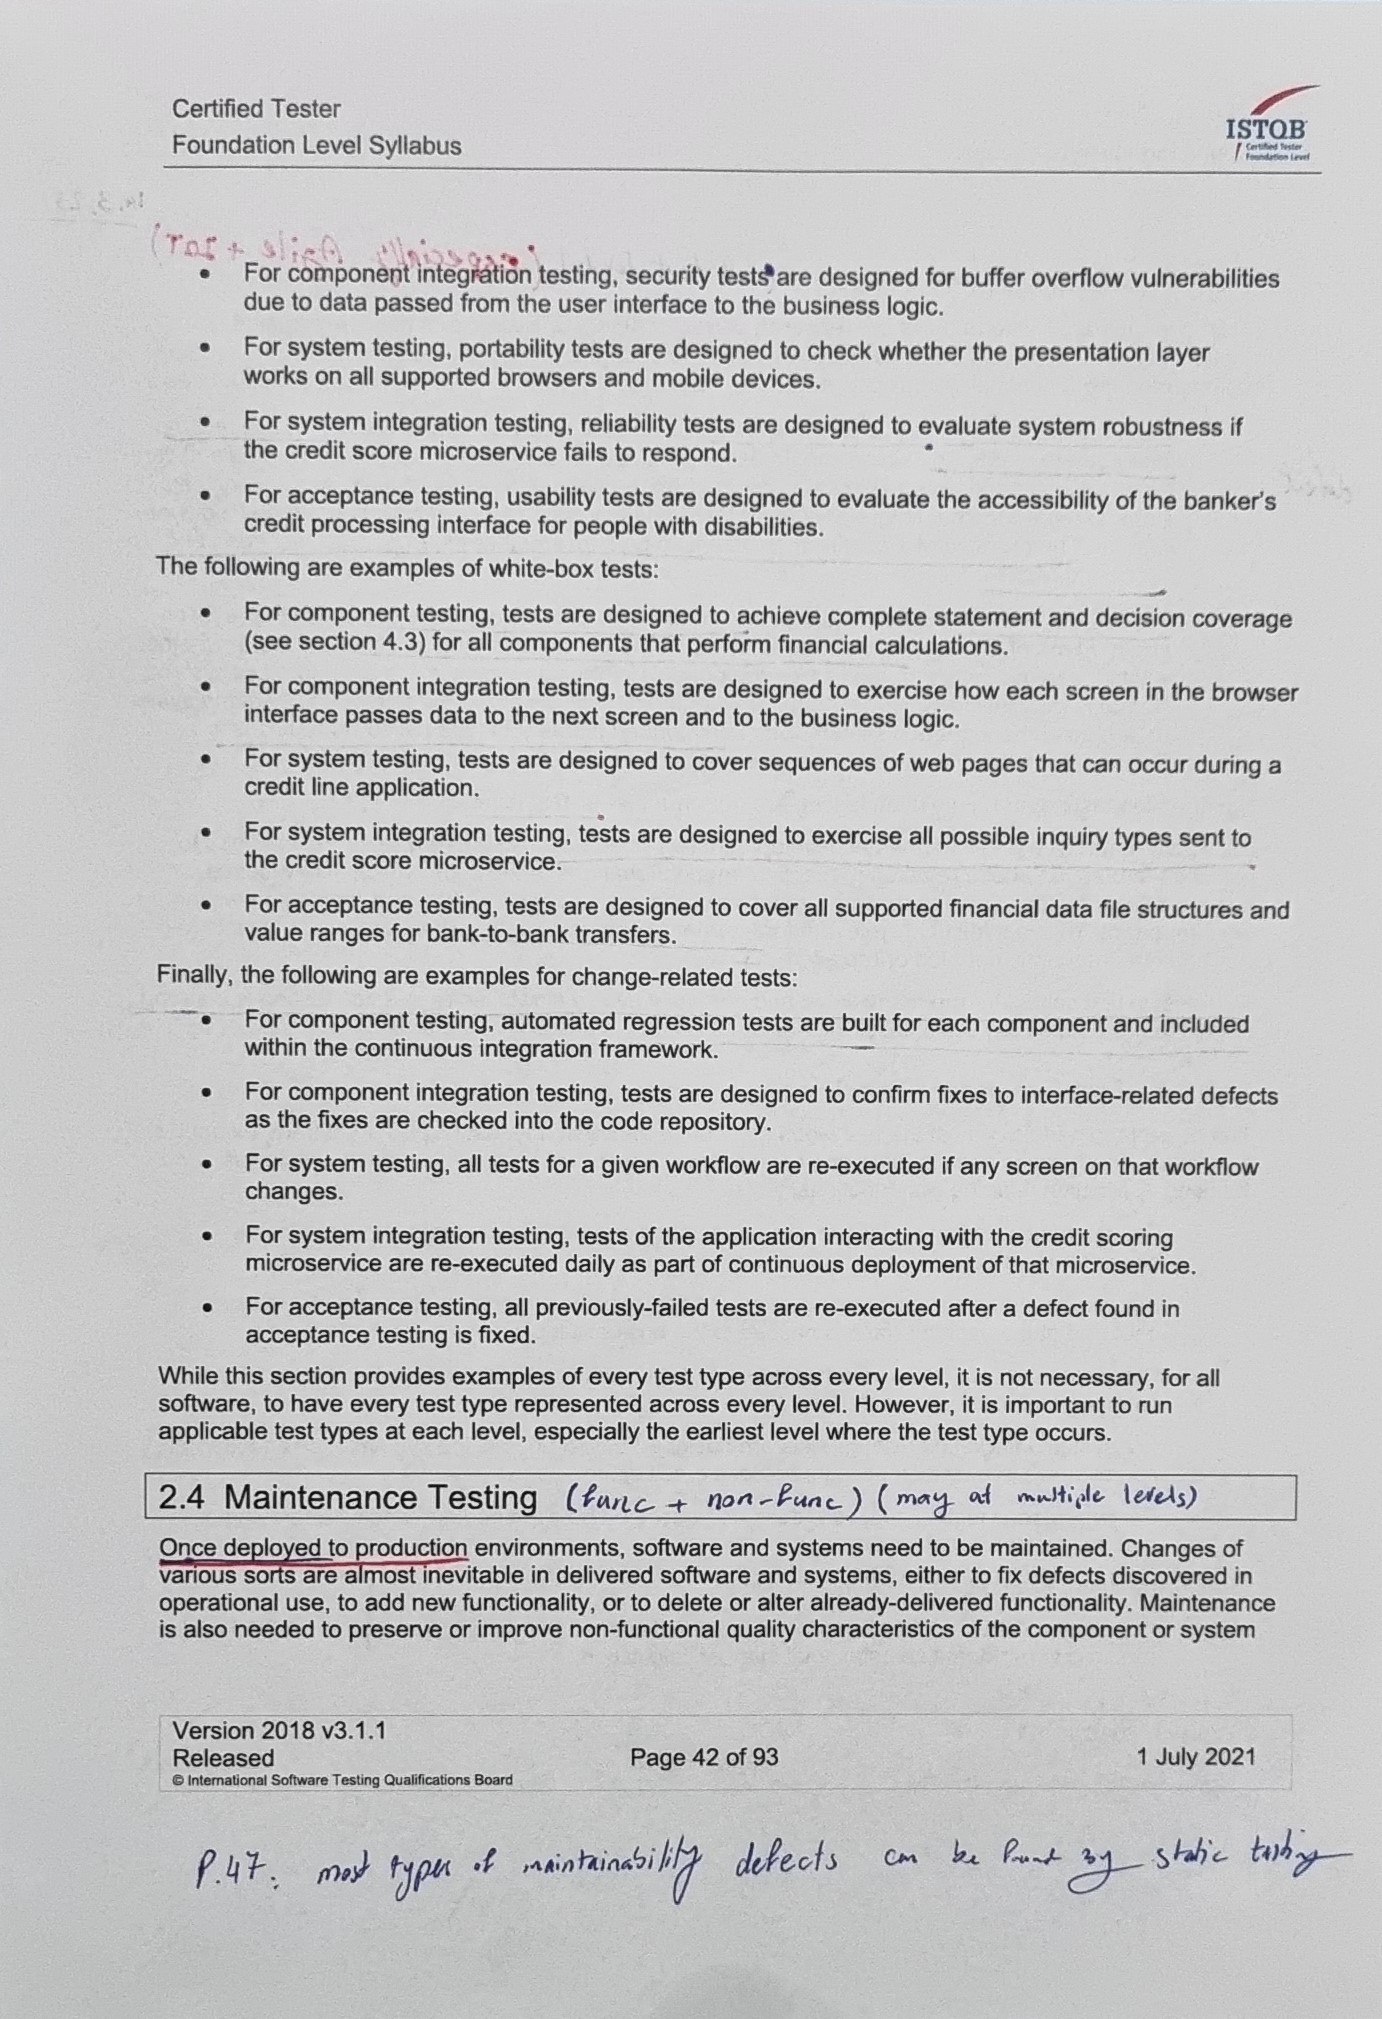 Certified Tester
Foundation Level Syllabus
ISTQB
Certified Tester
Foundation Level
• For component integration testing, security tests are designed for buffer overflow vulnerabilities
due to data passed from the user interface to the business logic.
• For system testing, portability tests are designed to check whether the presentation layer
works on all supported browsers and mobile devices.
• For system integration testing, reliability tests are designed to evaluate system robustness if
the credit score microservice fails to respond.
• For acceptance testing, usability tests are designed to evaluate the accessibility of the banker's
credit processing interface for people with disabilities.
The following are examples of white-box tests:
• For component testing, tests are designed to achieve complete statement and decision coverage
(see section 4.3) for all components that perform financial calculations.
• For component integration testing, tests are designed to exercise how each screen in the browser
interface passes data to the next screen and to the business logic.
• For system testing, tests are designed to cover sequences of web pages that can occur during a
credit line application.
• For system integration testing, tests are designed to exercise all possible inquiry types sent to
the credit score microservice.
• For acceptance testing, tests are designed to cover all supported financial data file structures and
value ranges for bank-to-bank transfers.
Finally, the following are examples for change-related tests:
• For component testing, automated regression tests are built for each component and included
within the continuous integration framework.
• For component integration testing, tests are designed to confirm fixes to interface-related defects
as the fixes are checked into the code repository.
• For system testing, all tests for a given workflow are re-executed if any screen on that workflow
changes.
• For system integration testing, tests of the application interacting with the credit scoring
microservice are re-executed daily as part of continuous deployment of that microservice.
• For acceptance testing, all previously-failed tests are re-executed after a defect found in
acceptance testing is fixed.
While this section provides examples of every test type across every level, it is not necessary, for all
software, to have every test type represented across every level. However, it is important to run
applicable test types at each level, especially the earliest level where the test type occurs.
2.4 Maintenance Testing (func + non-func) (may at multiple levels)
Once deployed to production environments, software and systems need to be maintained. Changes of
various sorts are almost inevitable in delivered software and systems, either to fix defects discovered in
operational use, to add new functionality, or to delete or alter already-delivered functionality. Maintenance
is also needed to preserve or improve non-functional quality characteristics of the component or system
Version 2018 v3.1.1
Released Page 42 of 93 1 July 2021
© International Software Testing Qualifications Board
P.47: most types of maintainability defects can be found by static testing